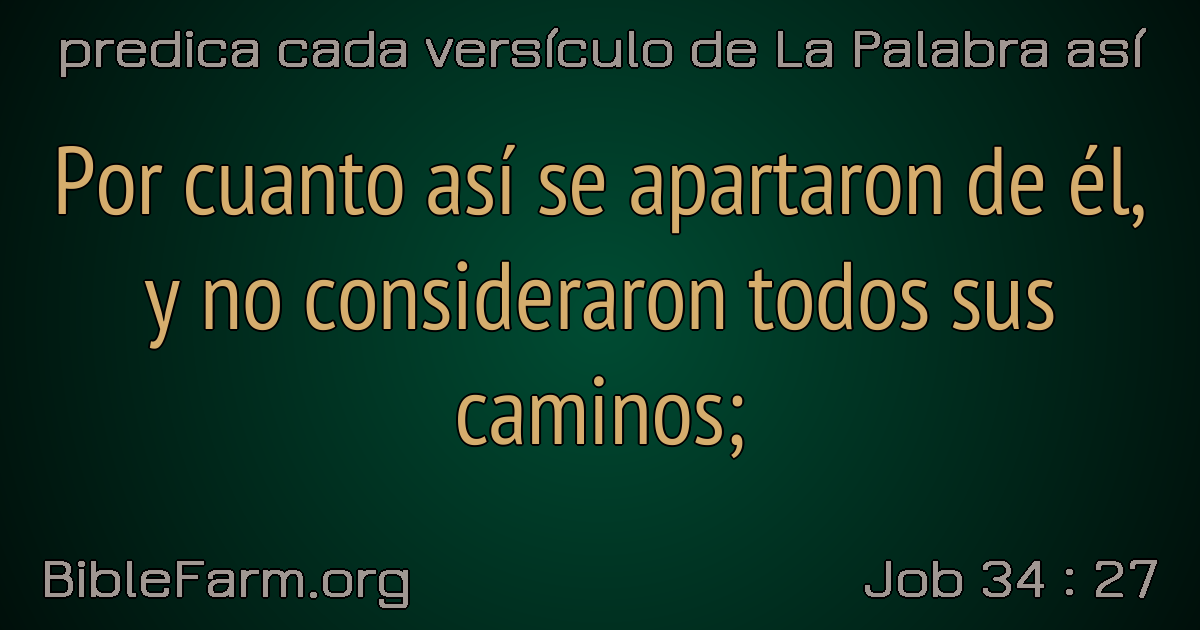 predica cada versículo de La Palabra así
Por cuanto así se apartaron de él,
y no consideraron todos sus
caminos;
BibleFarm.org
Job 34 : 27